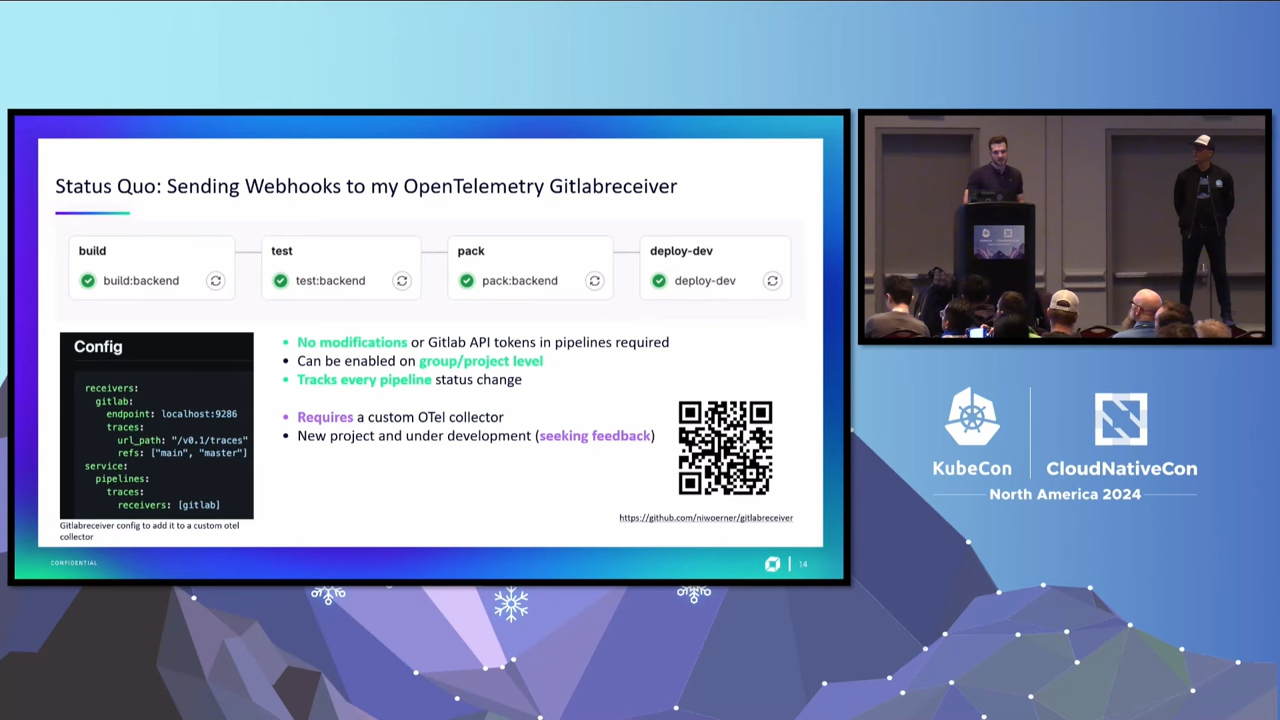 Status Quo: Sending Webhooks to my OpenTelemetry Gitlabreceiver
build
build:backend
test
test:backend
pack
pack:backend
deploy-dev
deploy-dev
Config
receivers:
gitlab:
endpoint: localhost:9286
traces:
url_path: "/v0.1/traces"
refs: ["main", "master"]
service:
pipelines:
traces:
receivers: [gitlab]
Gitlabreceiver config to add it to a custom otel
collector
• No modifications or Gitlab API tokens in pipelines required
• Can be enabled on group/project level
• Tracks every pipeline status change
• Requires a custom OTel collector
• New project and under development (seeking feedback)
https://github.com/niwoerner/gitlabreceiver
CONFIDENTIAL
14
KubeCon
CloudNativeCon
North America 2024